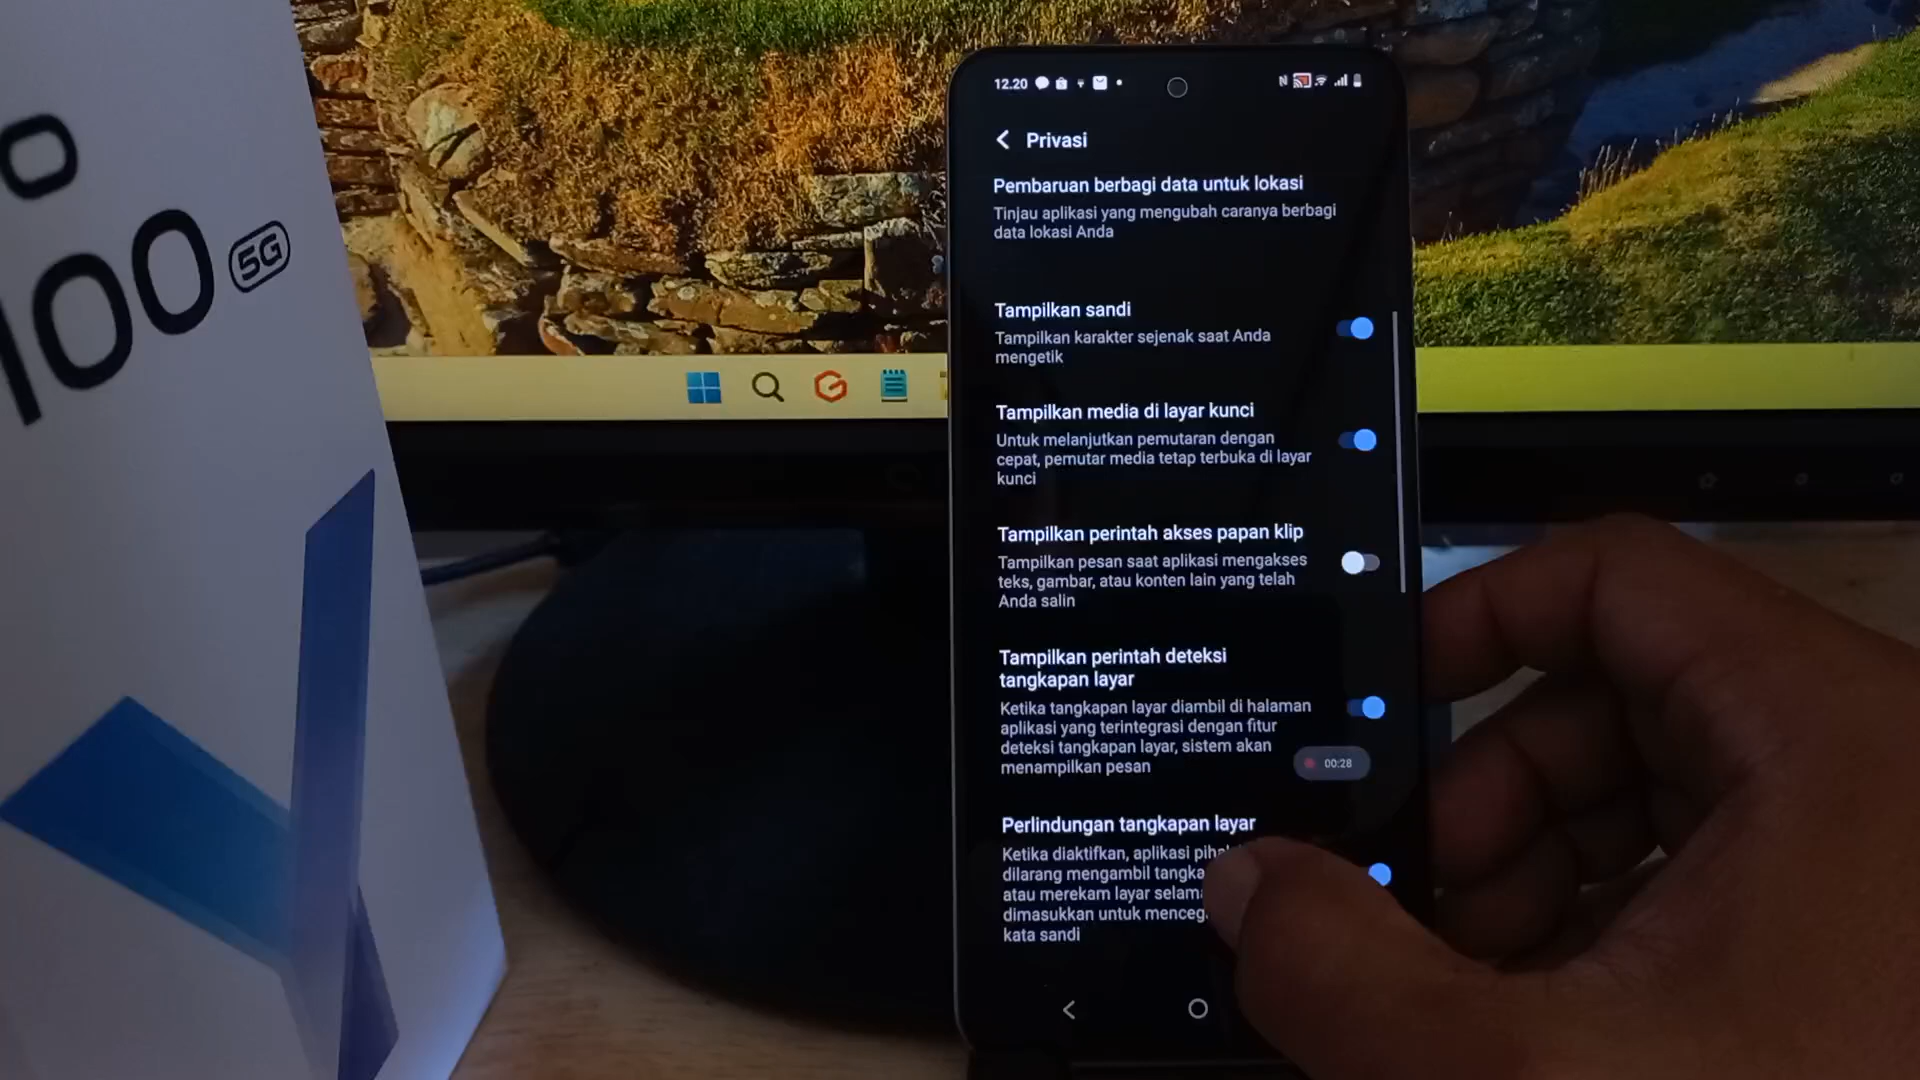 o
100 5G
12.20
Privasi
Pembaruan berbagi data untuk lokasi
Tinjau aplikasi yang mengubah caranya berbagi
data lokasi Anda
Tampilkan sandi
Tampilkan karakter sejenak saat Anda
mengetik
Tampilkan media di layar kunci
Untuk melanjutkan pemutaran dengan
cepat, pemutar media tetap terbuka di layar
kunci
Tampilkan perintah akses papan klip
Tampilkan pesan saat aplikasi mengakses
teks, gambar, atau konten lain yang telah
Anda salin
Tampilkan perintah deteksi
tangkapan layar
Ketika tangkapan layar diambil di halaman
aplikasi yang terintegrasi dengan fitur
deteksi tangkapan layar, sistem akan
menampilkan pesan
00:28
Perlindungan tangkapan layar
Ketika diaktifkan, aplikasi
dilarang mengambil
atau merekam layar
dimasukkan untuk
kata sandi